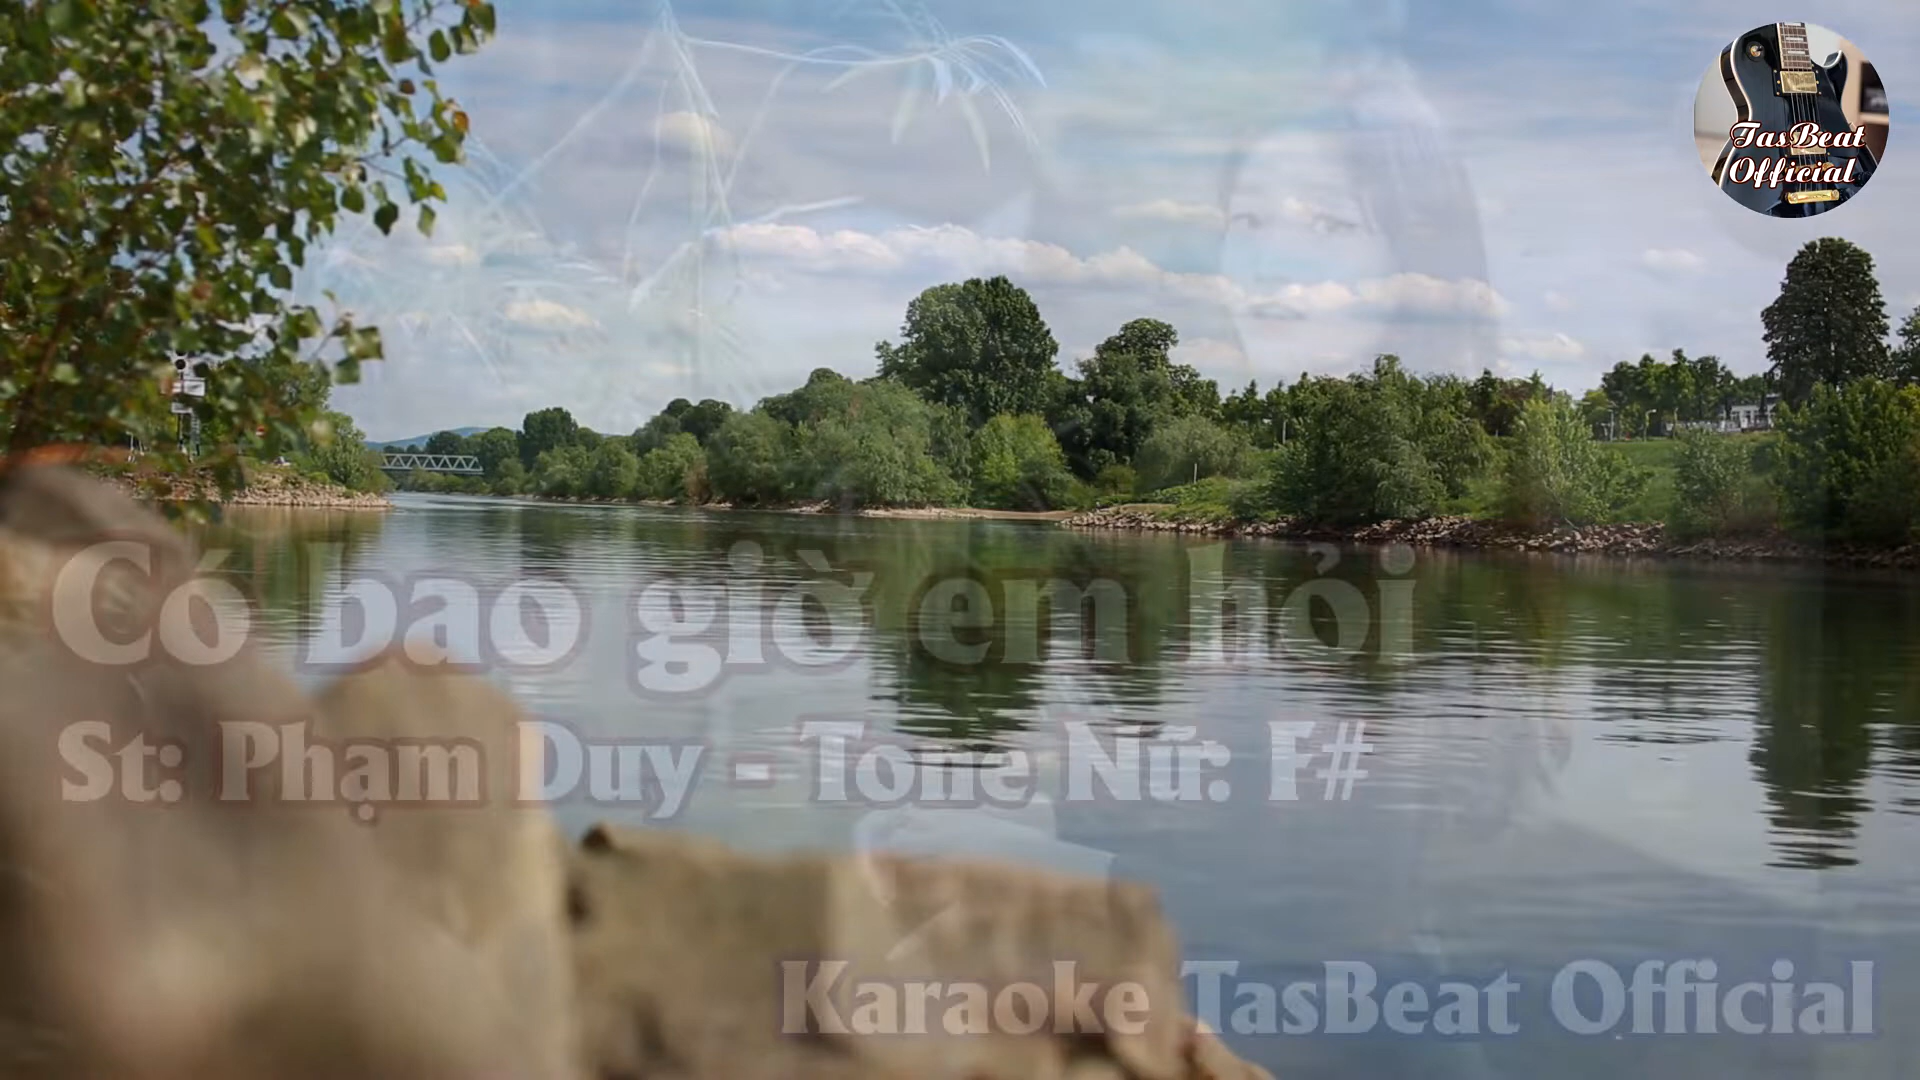 TasBeat
Official
Có bao giờ em hỏi
St: Phạm Duy - Tone Nữ: F#
Karaoke TasBeat Official